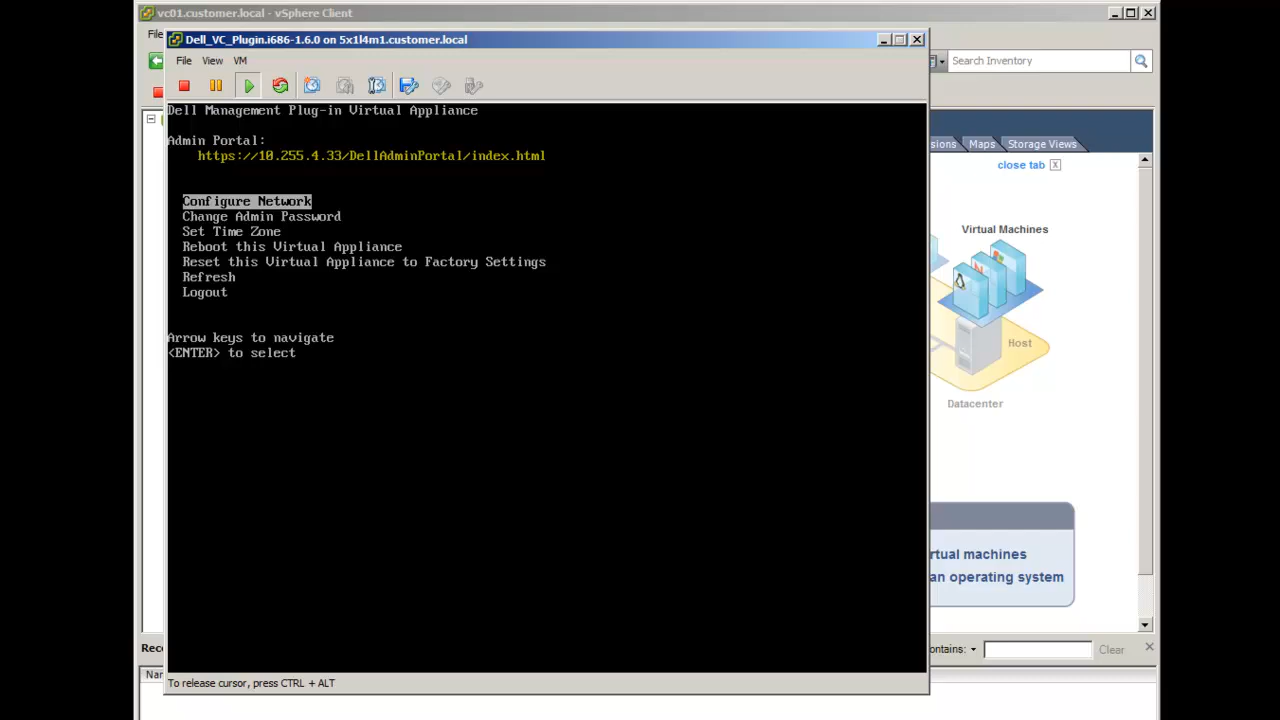 vc01.customer.local - vSphere Client
File
Dell_VC_Plugin.i686-1.6.0 on 5x1l4m1.customer.local
File View VM
Search Inventory
Dell Management Plug-in Virtual Appliance
Admin Portal:
https://10.255.4.33/DellAdminPortal/index.html
Configure Network
Change Admin Password
Set Time Zone
Reboot this Virtual Appliance
Reset this Virtual Appliance to Factory Settings
Refresh
Logout
Arrow keys to navigate
<ENTER> to select
To release cursor, press CTRL + ALT
sions Maps Storage Views
close tab
Virtual Machines
Host
Datacenter
rtual machines
an operating system
Rec
ontains: Clear
Nar